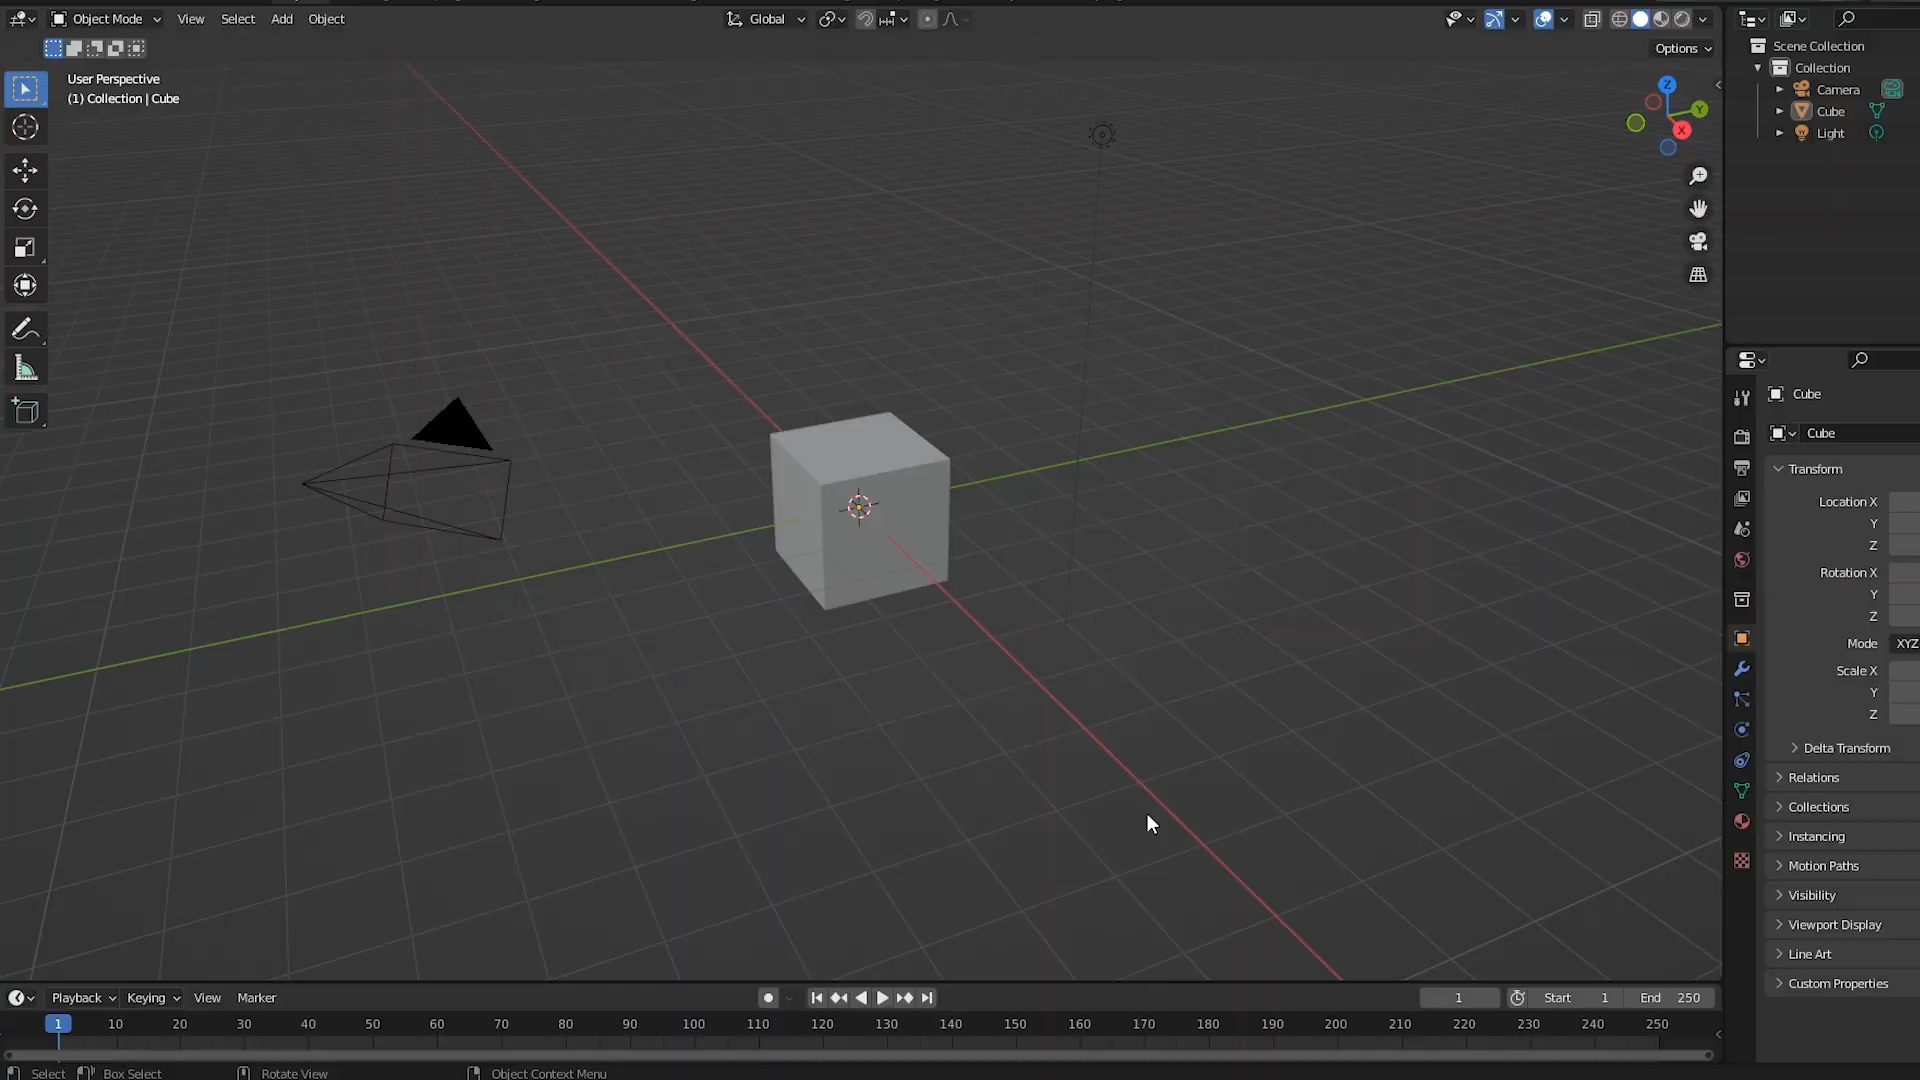 Object Mode View Select Add Object Global
Options
User Perspective
(1) Collection | Cube
Z
Y
X
Scene Collection
Collection
Camera
Cube
Light
Cube
Cube
Transform
Location X
Y
Z
Rotation X
Y
Z
Mode XYZ
Scale X
Y
Z
Delta Transform
Relations
Collections
Instancing
Motion Paths
Visibility
Viewport Display
Line Art
Custom Properties
Playback Keying View Marker 1 Start 1 End 250
1 10 20 30 40 50 60 70 80 90 100 110 120 130 140 150 160 170 180 190 200 210 220 230 240 250
Select Box Select Rotate View Object Context Menu